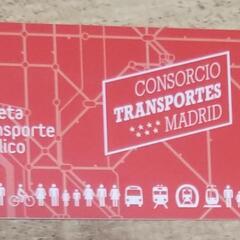 CONSORCIO
TRANSPORTES
MADRID
eta
nsporte
lico